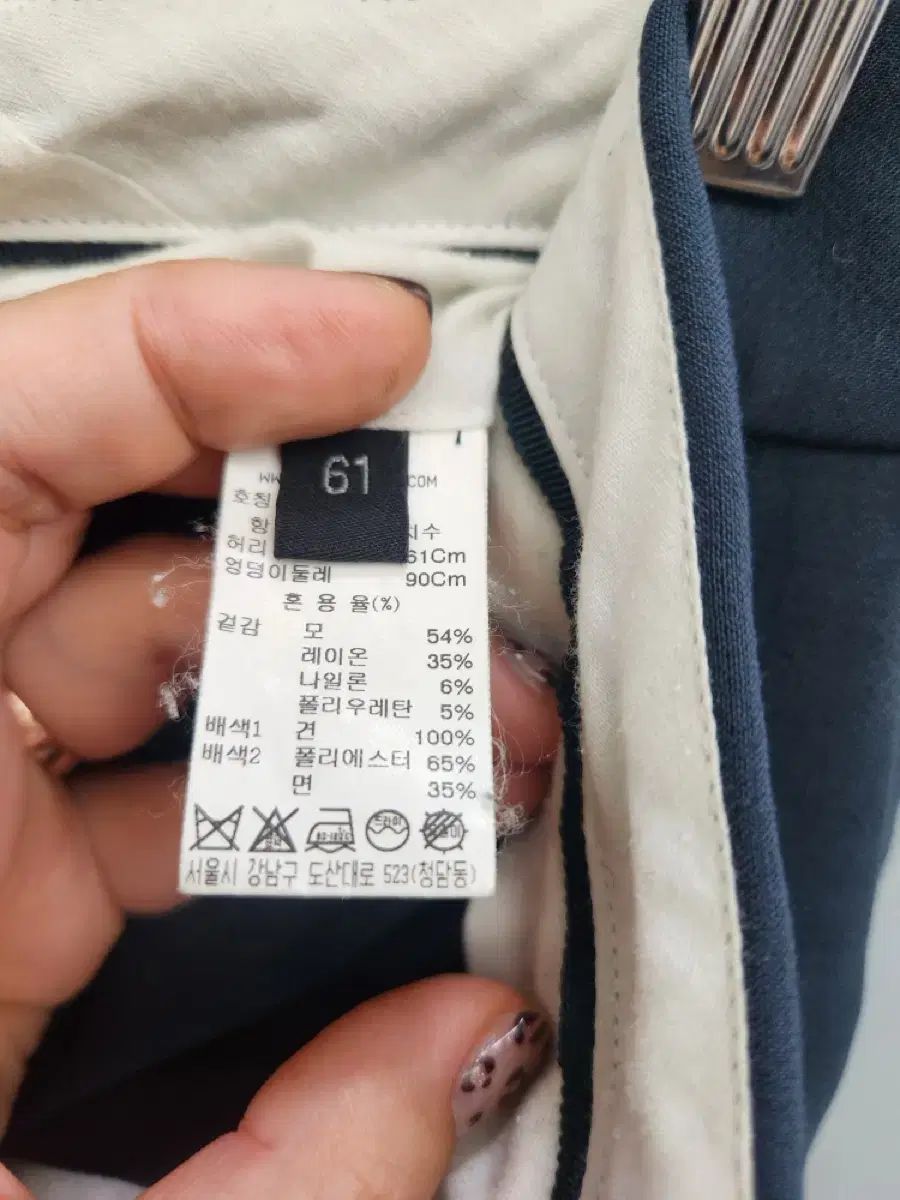 61
COM
호칭
항 치수
허리 61Cm
엉덩이둘레 90Cm
혼 용 율(%)
겉감 모 54%
레이온 35%
나일론 6%
폴리우레탄 5%
배색1 견 100%
배색2 폴리에스터 65%
면 35%
드라이
서울시 강남구 도산대로 523(청담동)